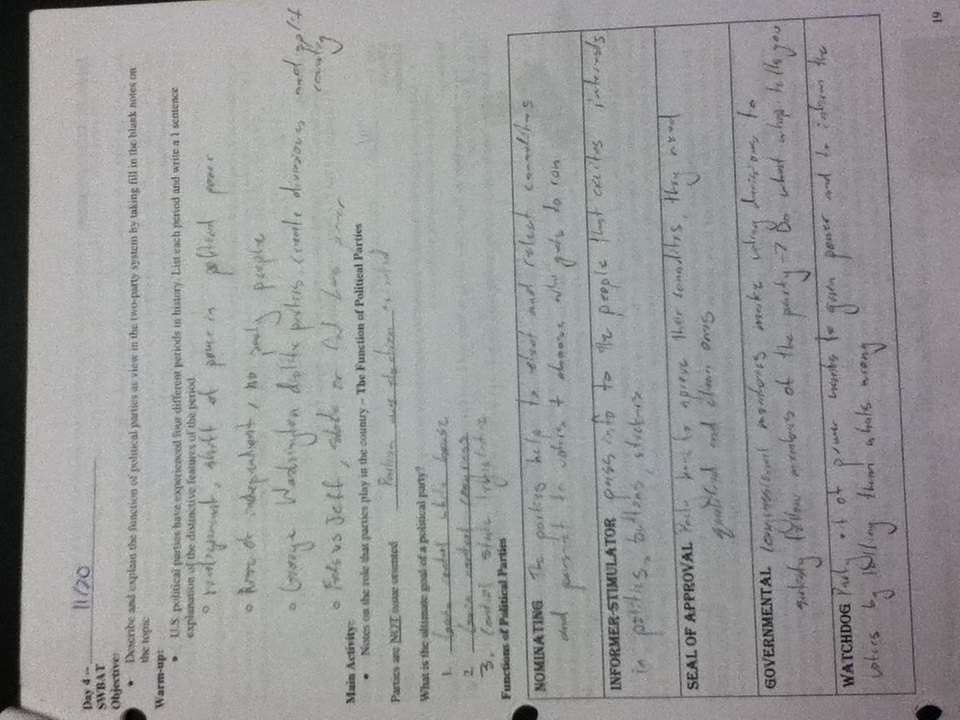 Day 4 – 11/20
SWBAT
Objective:
• Describe and explain the function of political parties as view in the two-party system by taking fill in the blank notes on
the topic
Warm-up:
• U.S. political parties have experienced four different periods in history. List each period and write a 1 sentence
explanation of the distinctive features of the period
o shift of power in political power
o Rise of independent, no party people
o George Washington dislike parties, create divisions and split
country
o Feds vs Jeff, state or fed has power
Main Activity:
• Notes on the role that parties play in the country – The Function of Political Parties
Parties are NOT issue oriented election oriented
What is the ultimate goal of a political party?
1. Gain control white house
2. Gain control congress
3. Control state legislature
Functions of Political Parties
NOMINATING The parties help to elect and select
and to voters + choose who gets to run
INFORMER-STIMULATOR pass info to the people that excites interests
in politics, buttons, stickers
SEAL OF APPROVAL Party have to aprove their they need
qualified and clean ones
GOVERNMENTAL Congressional members make voting decisions to
follow members of the party → Do what whip tells you
WATCHDOG Party out of power wants to gain power and to inform the
voters by telling them whats wrong
19